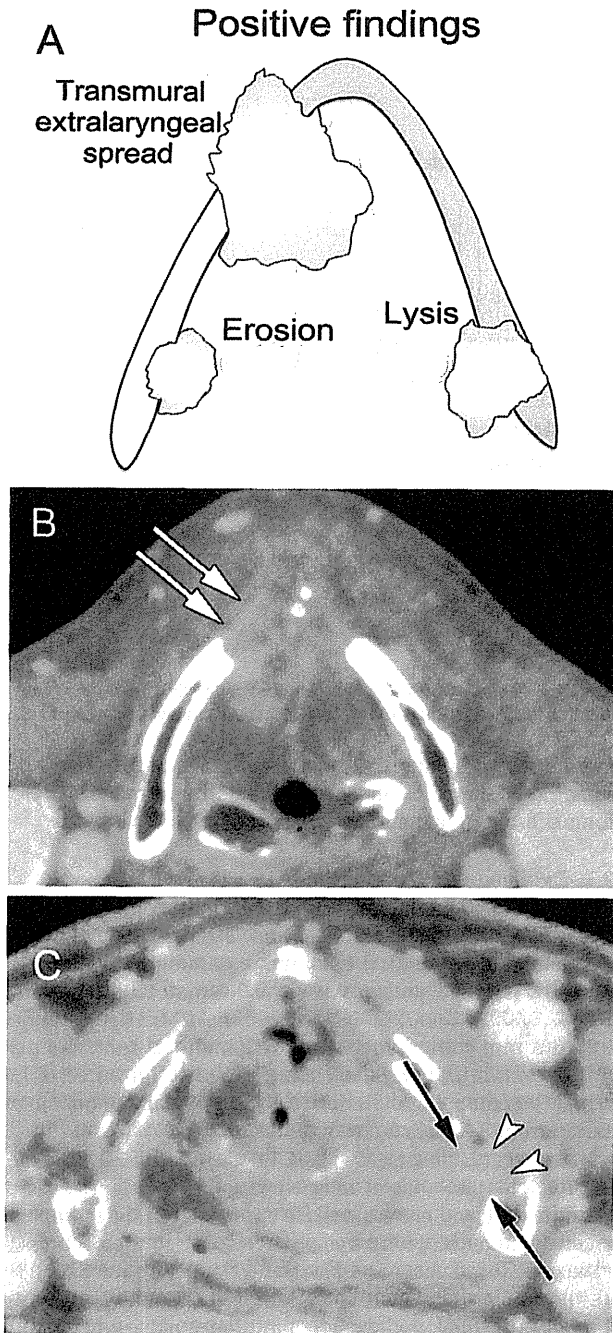 A
Positive findings
Transmural
extralaryngeal
spread
Erosion
Lysis
B
C